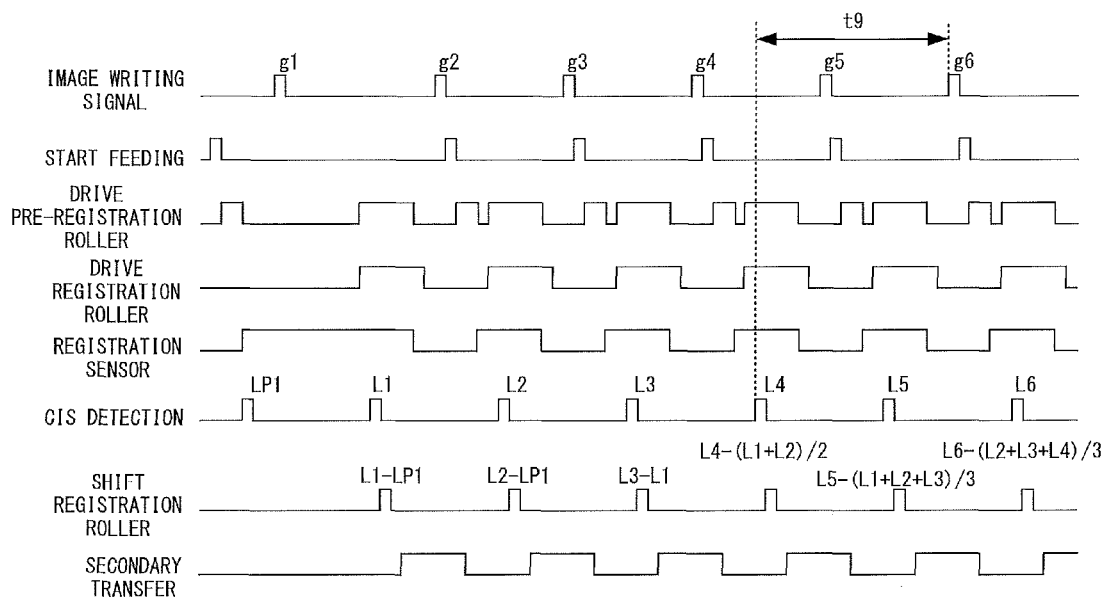 t9
g1 g2 g3 g4 g5 g6
IMAGE WRITING
SIGNAL
START FEEDING
DRIVE
PRE-REGISTRATION
ROLLER
DRIVE
REGISTRATION
ROLLER
REGISTRATION
SENSOR
LP1 L1 L2 L3 L4 L5 L6
CIS DETECTION
L4-(L1+L2)/2 L6-(L2+L3+L4)/3
L1-LP1 L2-LP1 L3-L1 L5-(L1+L2+L3)/3
SHIFT
REGISTRATION
ROLLER
SECONDARY
TRANSFER